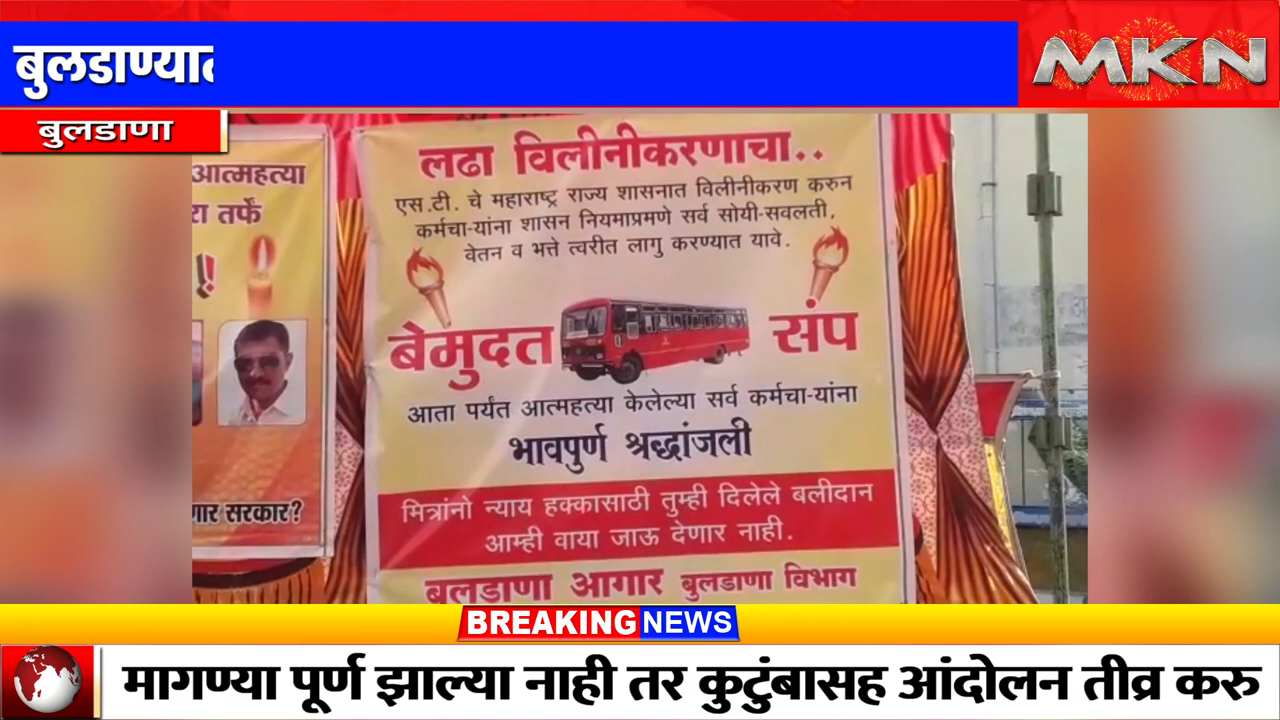 बुलडाण्या
MKN
बुलडाणा
आत्महत्या
तर्फे
लढा विलीनीकरणाचा..
एस.टी. चे महाराष्ट्र राज्य शासनात विलीनीकरण करुन
कर्मचा-यांना शासन नियमाप्रमणे सर्व सोयी-सवलती,
वेतन व भत्ते त्वरीत लागु करण्यात यावे.
बेमुदत संप
आता पर्यंत आत्महत्या केलेल्या सर्व कर्मचा-यांना
भावपुर्ण श्रद्धांजली
मित्रांनो न्याय हक्कासाठी तुम्ही दिलेले बलीदान
आम्ही वाया जाऊ देणार नाही.
सरकार?
बुलडाणा आगार बुलडाणा विभाग
BREAKING NEWS
मागण्या पूर्ण झाल्या नाही तर कुटुंबासह आंदोलन तीव्र करु